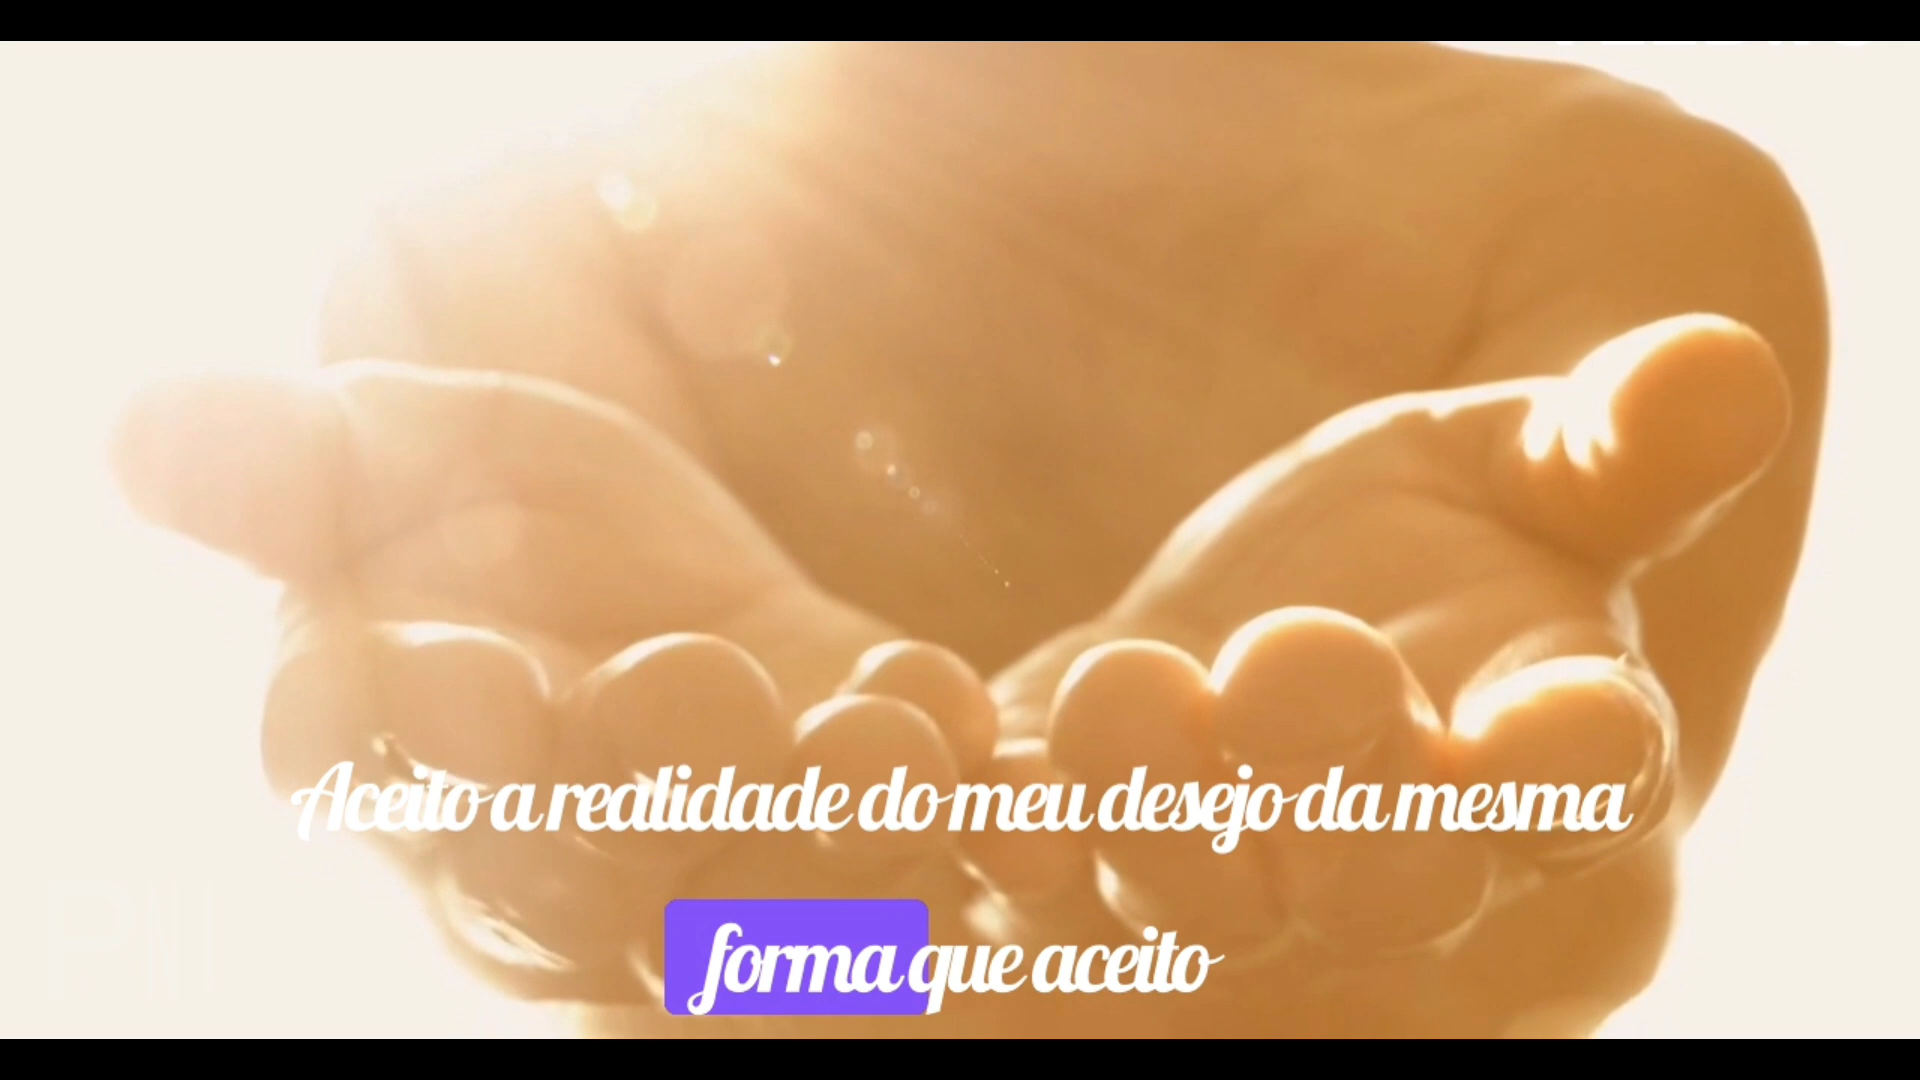 Aceito a realidade do meu desejo da mesma
forma que aceito